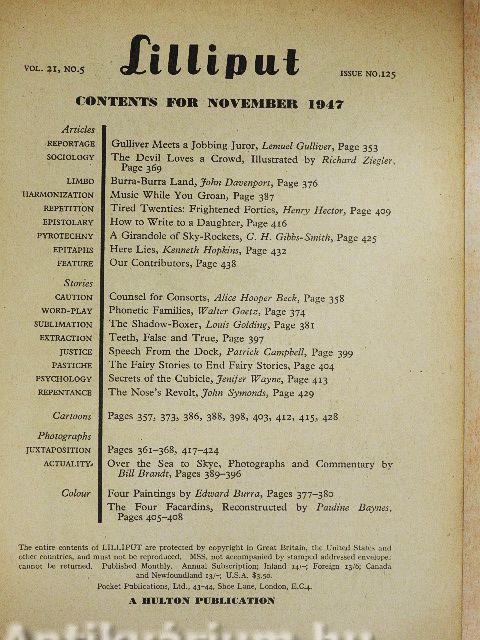 Lilliput
VOL. 21, NO.5
ISSUE NO.125
CONTENTS FOR NOVEMBER 1947
Articles
REPORTAGE Gulliver Meets a Jobbing Juror, Lemuel Gulliver, Page 353
SOCIOLOGY The Devil Loves a Crowd, Illustrated by Richard Ziegler,
Page 369
LIMBO Burra-Burra Land, John Davenport, Page 376
HARMONIZATION Music While You Groan, Page 387
REPETITION Tired Twenties: Frightened Forties, Henry Hector, Page 409
EPISTOLARY How to Write to a Daughter, Page 416
PYROTECHNY A Girandole of Sky-Rockets, C. H. Gibbs-Smith, Page 425
EPITAPHS Here Lies, Kenneth Hopkins, Page 432
FEATURE Our Contributors, Page 438
Stories
CAUTION Counsel for Consorts, Alice Hooper Beck, Page 358
WORD-PLAY Phonetic Families, Walter Goetz, Page 374
SUBLIMATION The Shadow-Boxer, Louis Golding, Page 381
EXTRACTION Teeth, False and True, Page 397
JUSTICE Speech From the Dock, Patrick Campbell, Page 399
PASTICHE The Fairy Stories to End Fairy Stories, Page 404
PSYCHOLOGY Secrets of the Cubicle, Jenifer Wayne, Page 413
REPENTANCE The Nose's Revolt, John Symonds, Page 429
Cartoons Pages 357, 373, 386, 388, 398, 403, 412, 415, 428
Photographs
JUXTAPOSITION Pages 361-368, 417-424
ACTUALITY Over the Sea to Skye, Photographs and Commentary by
Bill Brandt, Pages 389-396
Colour Four Paintings by Edward Burra, Pages 377-380
The Four Facardins, Reconstructed by Pauline Baynes,
Pages 405-408
The entire contents of LILLIPUT are protected by copyright in Great Britain, the United States and
other countries, and must not be reproduced. MSS. not accompanied by stamped addressed envelope
cannot be returned. Published Monthly. Annual Subscription; Inland 14/-; Foreign 13/6; Canada
and Newfoundland 13/-; U.S.A. $3.50.
Pocket Publications, Ltd., 43-44, Shoe Lane, London, E.C.4.
A HULTON PUBLICATION
Antikvárium.hu